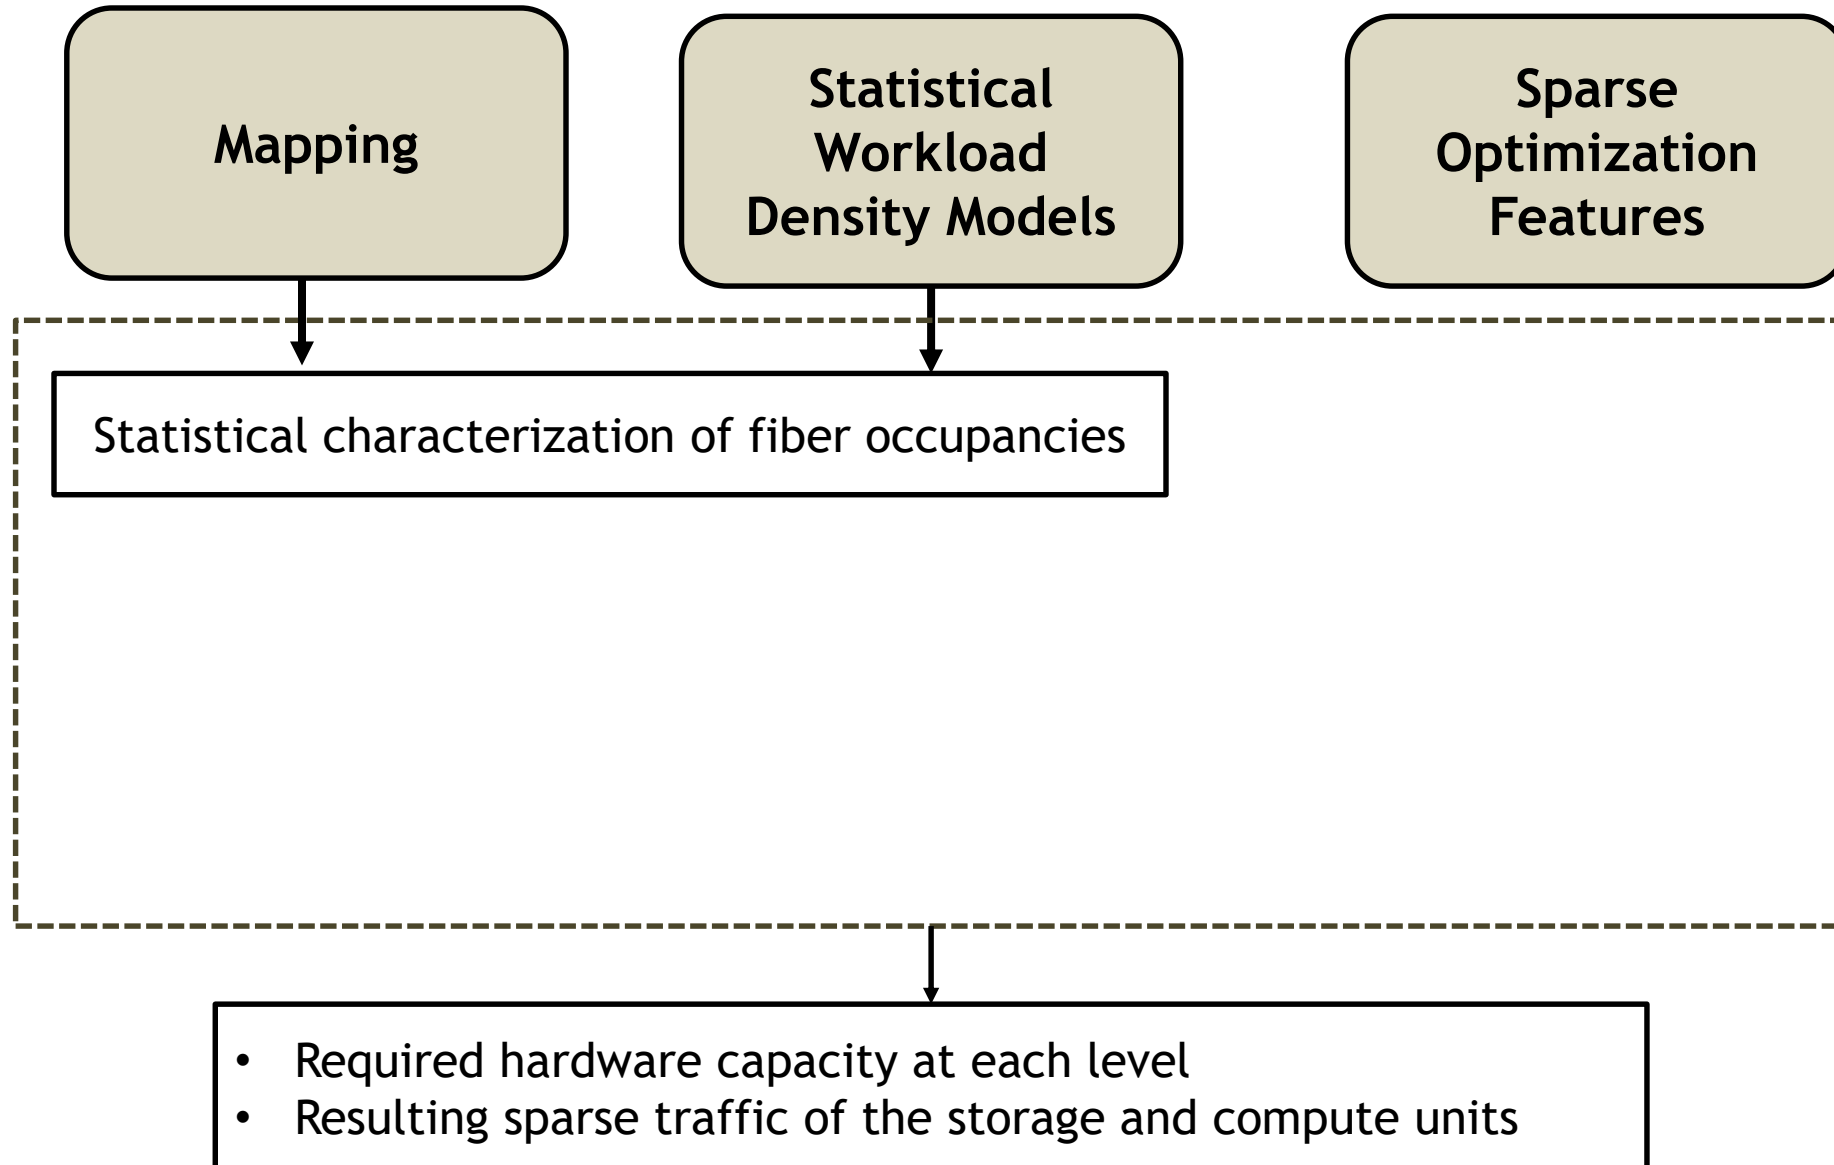 Mapping
Statistical
Workload
Density Models
Sparse
Optimization
Features
Statistical characterization of fiber occupancies
• Required hardware capacity at each level
• Resulting sparse traffic of the storage and compute units